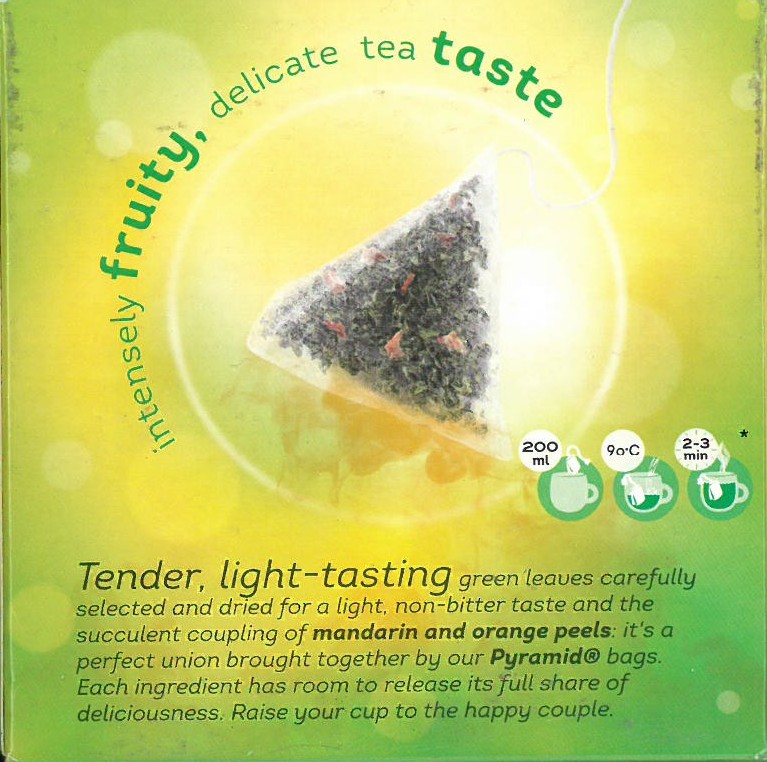 intensely fruity, delicate tea taste
200 ml
90°C
2-3 min
*
Tender, light-tasting green leaves carefully
selected and dried for a light, non-bitter taste and the
succulent coupling of mandarin and orange peels: it's a
perfect union brought together by our Pyramid® bags.
Each ingredient has room to release its full share of
deliciousness. Raise your cup to the happy couple.